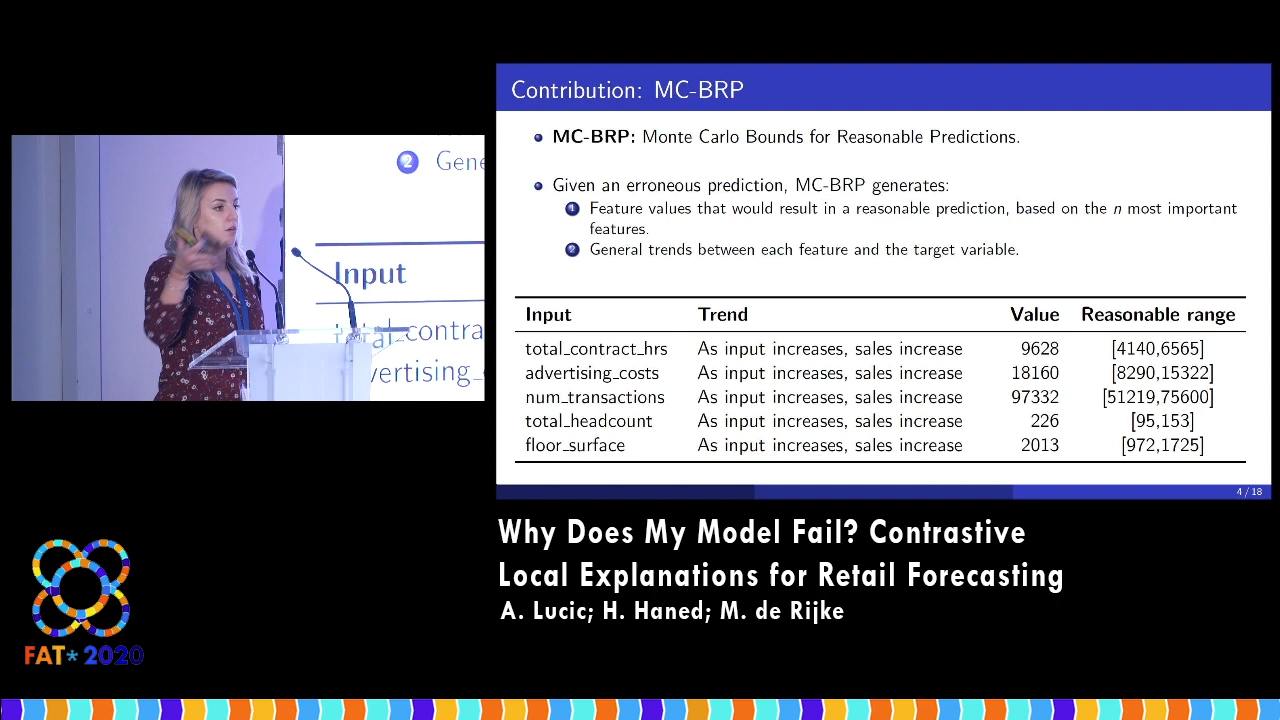 Contribution: MC-BRP
MC-BRP: Monte Carlo Bounds for Reasonable Predictions.
Given an erroneous prediction, MC-BRP generates:
1 Feature values that would result in a reasonable prediction, based on the n most important
features.
2 General trends between each feature and the target variable.
Input Trend Value Reasonable range
total_contract_hrs As input increases, sales increase 9628 [4140,6565]
advertising_costs As input increases, sales increase 18160 [8290,15322]
num_transactions As input increases, sales increase 97332 [51219,75600]
total_headcount As input increases, sales increase 226 [95,153]
floor_surface As input increases, sales increase 2013 [972,1725]
4 / 18
2 Gene
Input
total_contra
vertising_
Why Does My Model Fail? Contrastive
Local Explanations for Retail Forecasting
A. Lucic; H. Haned; M. de Rijke
FAT* 2020